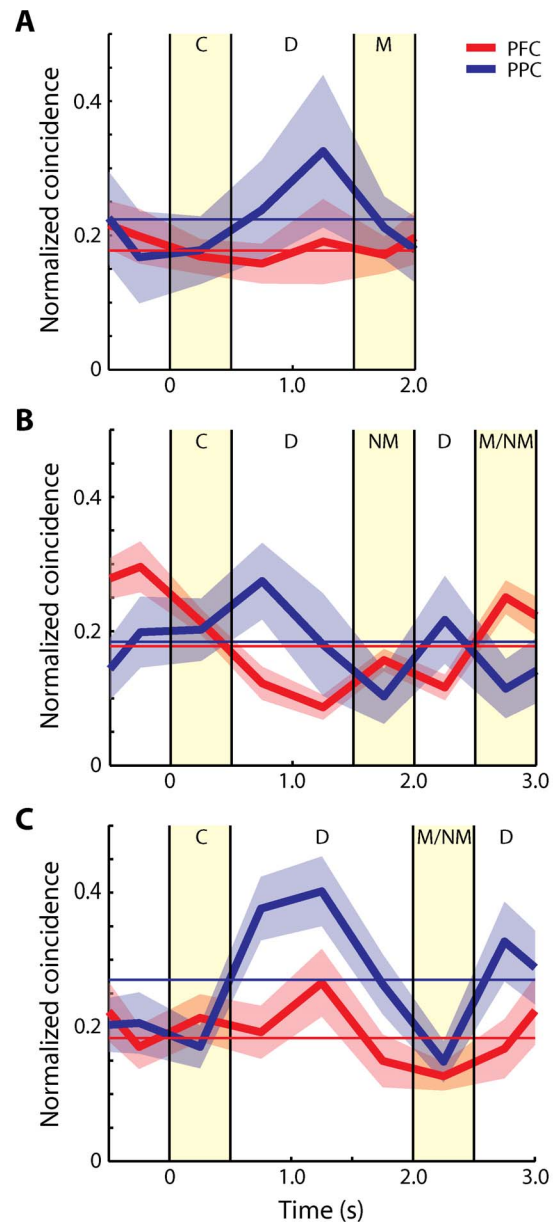 A
C D M
PFC
PPC
Normalized coincidence
0.4
0.2
0
0 1.0 2.0
B
C D NM D M/NM
Normalized coincidence
0.4
0.2
0
0 1.0 2.0 3.0
C
C D M/NM D
Normalized coincidence
0.4
0.2
0
0 1.0 2.0 3.0
Time (s)